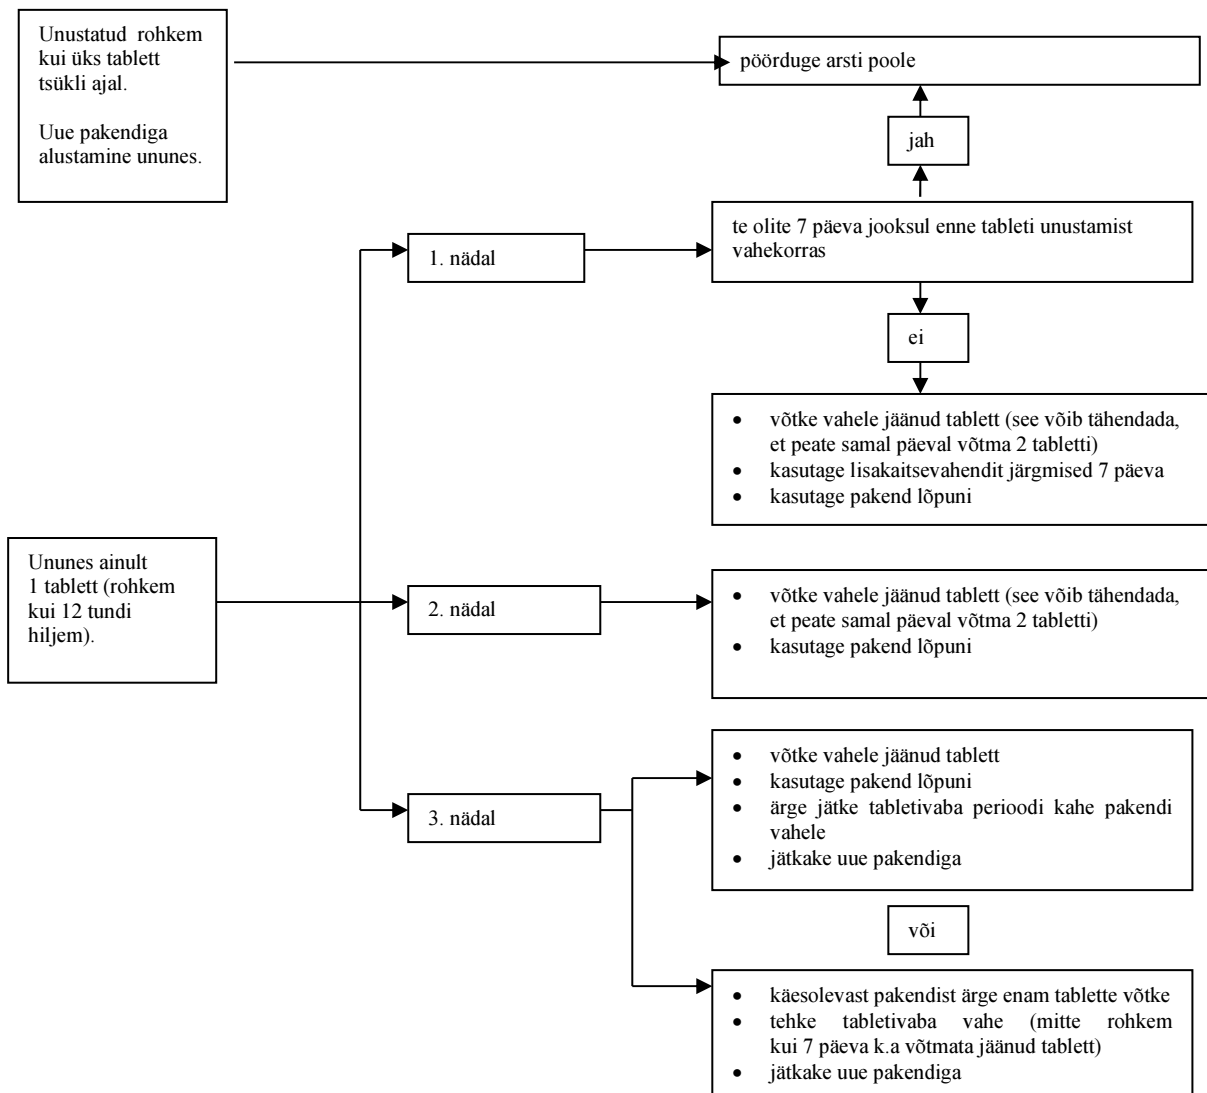 Unustatud rohkem
kui üks tablett
tsükli ajal.
Uue pakendiga
alustamine ununes.
pöörduge arsti poole
jah
te olite 7 päeva jooksul enne tableti unustamist
vahekorras
1. nädal
ei
• võtke vahele jäänud tablett (see võib tähendada,
et peate samal päeval võtma 2 tabletti)
• kasutage lisakaitsevahendit järgmised 7 päeva
• kasutage pakend lõpuni
Ununes ainult
1 tablett (rohkem
kui 12 tundi
hiljem).
2. nädal
• võtke vahele jäänud tablett (see võib tähendada,
et peate samal päeval võtma 2 tabletti)
• kasutage pakend lõpuni
3. nädal
• võtke vahele jäänud tablett
• kasutage pakend lõpuni
• ärge jätke tabletivaba perioodi kahe pakendi
vahele
• jätkake uue pakendiga
või
• käesolevast pakendist ärge enam tablette võtke
• tehke tabletivaba vahe (mitte rohkem
kui 7 päeva k.a võtmata jäänud tablett)
• jätkake uue pakendiga